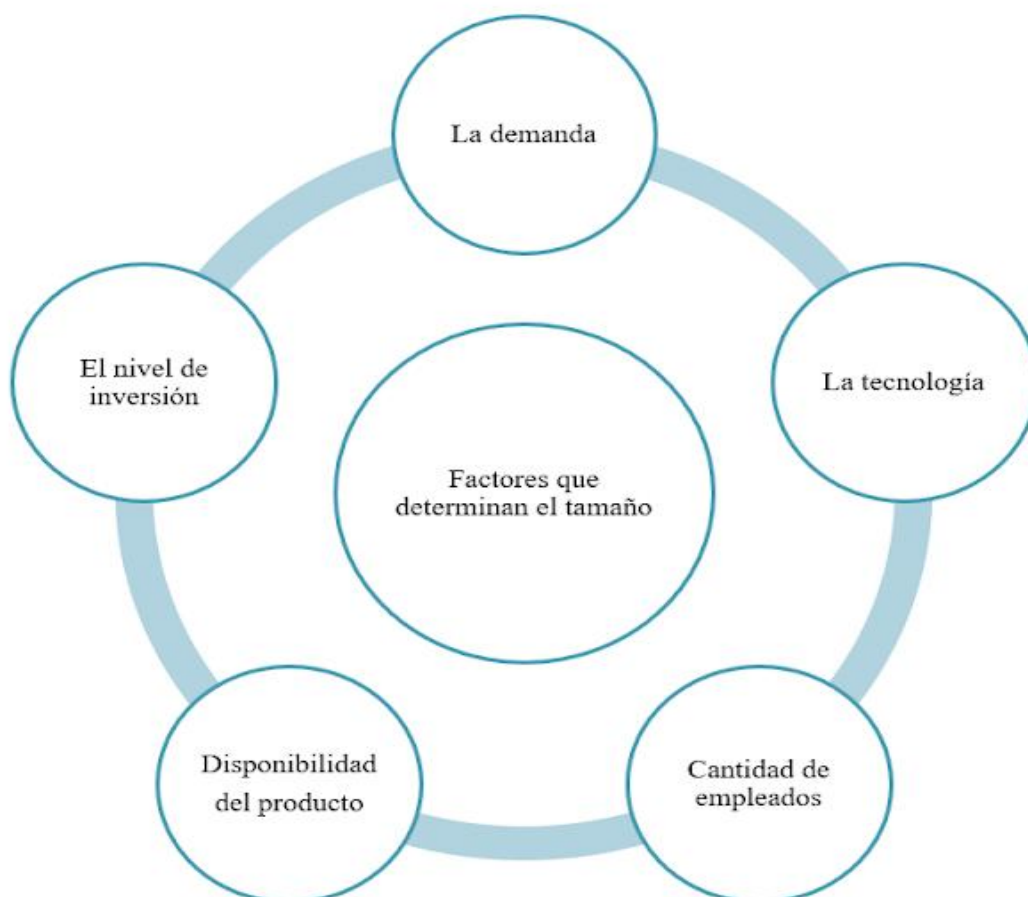 La demanda
La tecnología
Cantidad de
empleados
Disponibilidad
del producto
El nivel de
inversión
Factores que
determinan el tamaño